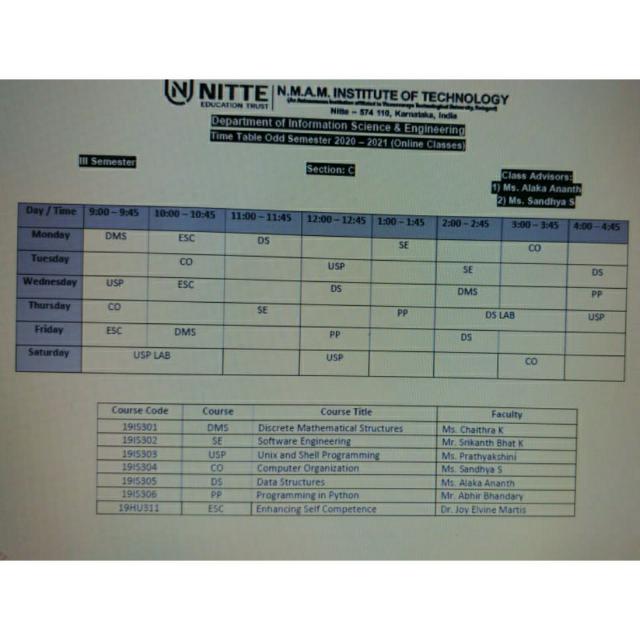 NITTE
EDUCATION TRUST
N.M.A.M. INSTITUTE OF TECHNOLOGY
Nitte – 574 110, Karnataka, India
Department of Information Science & Engineering
Time Table Odd Semester 2020 – 2021 (Online Classes)
III Semester Section: C Class Advisors:
1) Ms. Alaka Ananth
2) Ms. Sandhya S
Day / Time 9:00 – 9:45 10:00 – 10:45 11:00 – 11:45 12:00 – 12:45 1:00 – 1:45 2:00 – 2:45 3:00 – 3:45 4:00 – 4:45
Monday DMS ESC DS SE CO
Tuesday CO USP SE DS
Wednesday USP ESC DS DMS PP
Thursday CO SE PP DS LAB USP
Friday ESC DMS PP DS
Saturday USP LAB USP CO
Course Code Course Course Title Faculty
19IS301 DMS Discrete Mathematical Structures Ms. Chaithra K
19IS302 SE Software Engineering Mr. Srikanth Bhat K
19IS303 USP Unix and Shell Programming Ms. Prathyakshini
19IS304 CO Computer Organization Ms. Sandhya S
19IS305 DS Data Structures Ms. Alaka Ananth
19IS306 PP Programming in Python Mr. Abhir Bhandary
19HU311 ESC Enhancing Self Competence Dr. Joy Elvine Martis